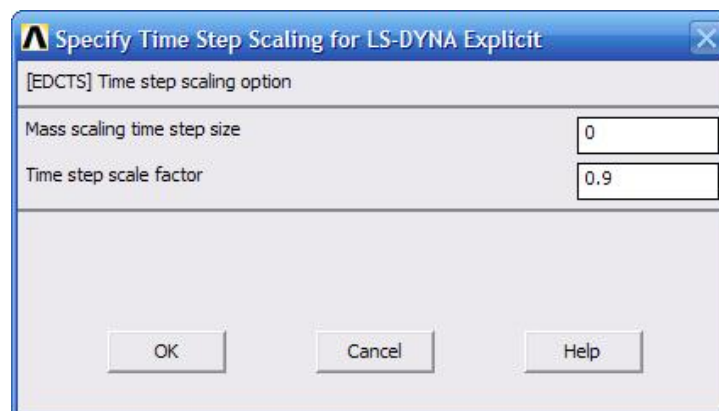 Specify Time Step Scaling for LS-DYNA Explicit
[EDCTS] Time step scaling option
Mass scaling time step size 0
Time step scale factor 0.9
OK Cancel Help